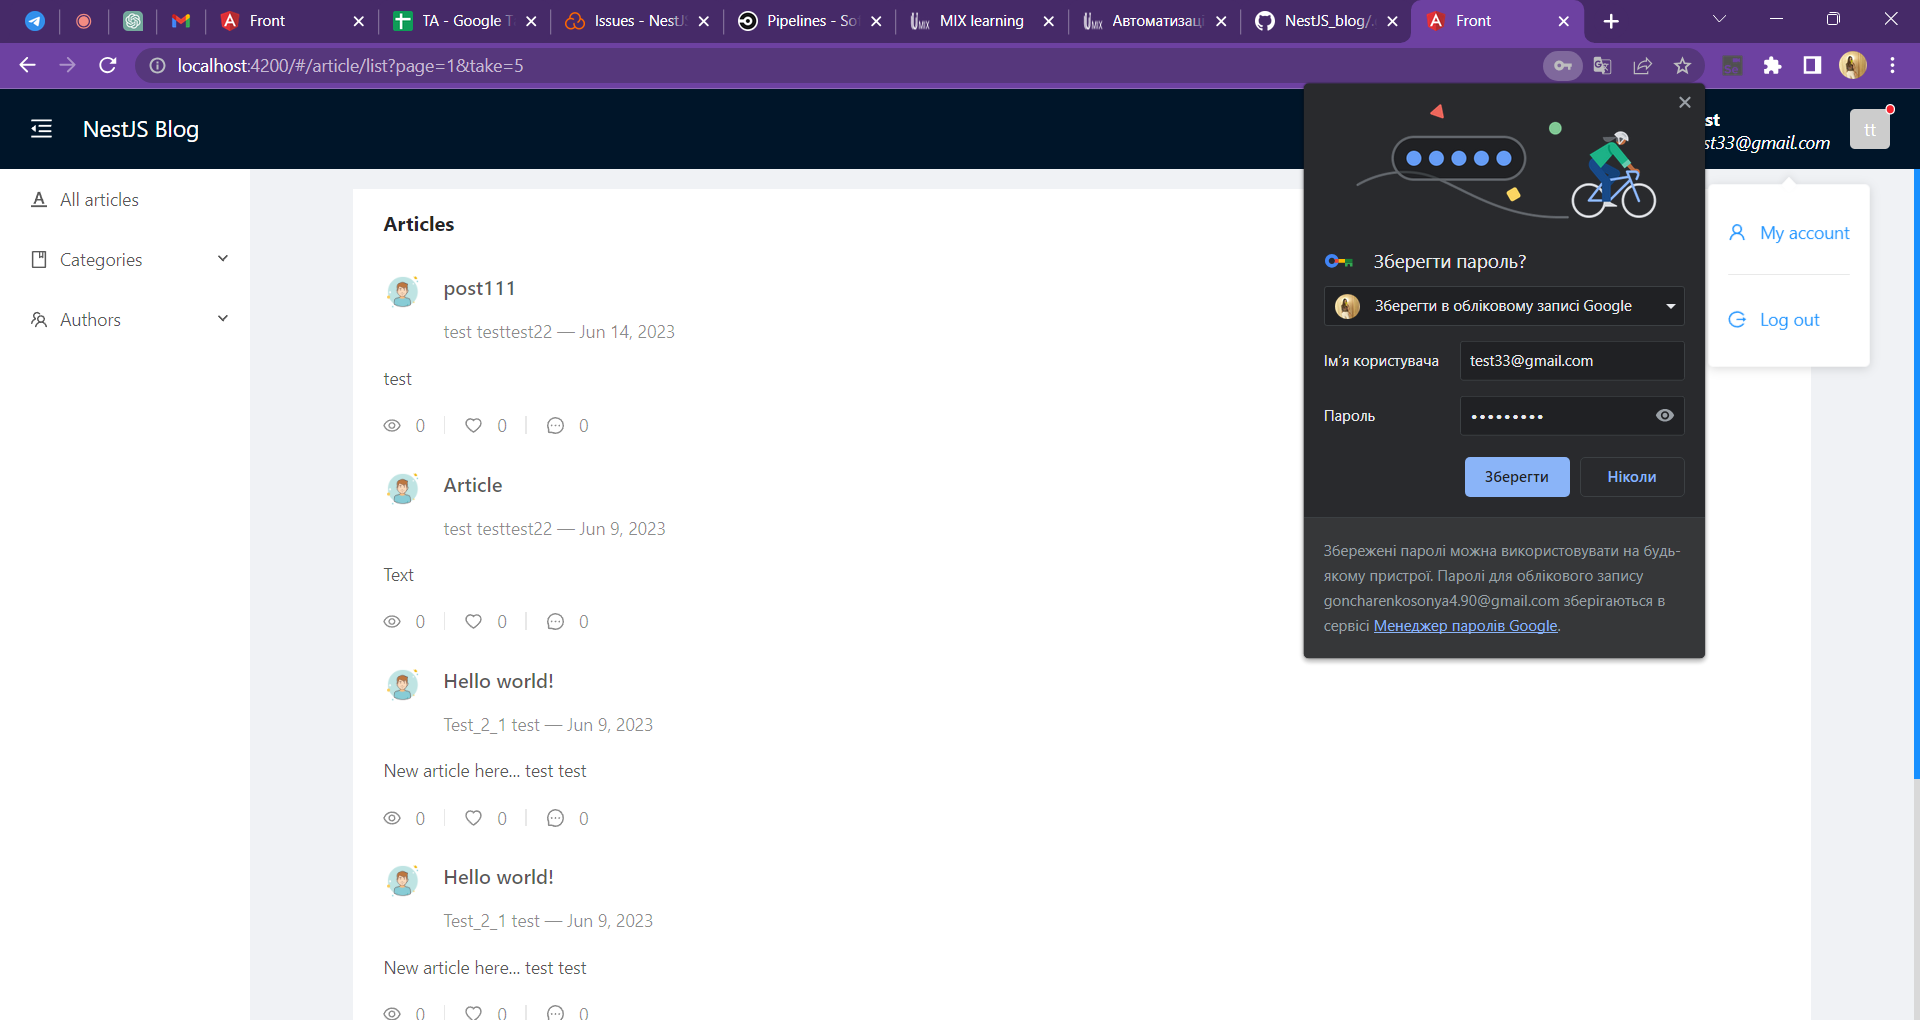 Front
TA - Google T
Issues - NestJS
Pipelines - So
MIX learning
Автоматизац
NestJS_blog/.
Front
localhost:4200/#/article/list?page=1&take=5
NestJS Blog
st
st33@gmail.com
tt
All articles
Categories
Authors
Articles
post111
test testtest22 — Jun 14, 2023
test
0 0 0
Article
test testtest22 — Jun 9, 2023
Text
0 0 0
Hello world!
Test_2_1 test — Jun 9, 2023
New article here... test test
0 0 0
Hello world!
Test_2_1 test — Jun 9, 2023
New article here... test test
0 0 0
Зберегти пароль?
Зберегти в обліковому записі Google
Ім’я користувача
test33@gmail.com
Пароль
•••••••••
Зберегти
Ніколи
Збережені паролі можна використовувати на будь-
якому пристрої. Паролі для облікового запису
goncharenkosonya4.90@gmail.com зберігаються в
сервісі Менеджер паролів Google.
My account
Log out